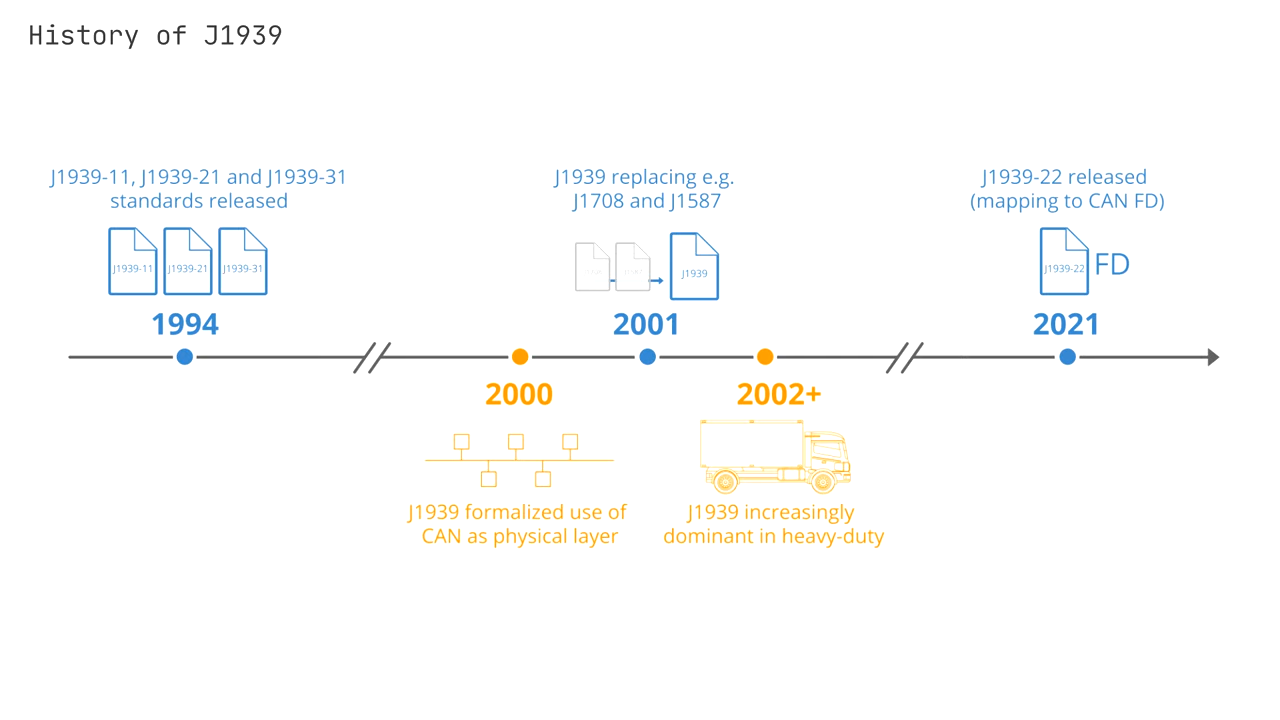 History of J1939
J1939-11, J1939-21 and J1939-31
standards released
J1939-11
J1939-21
J1939-31
1994
J1939 replacing e.g.
J1708 and J1587
J1939
2001
J1939-22 released
(mapping to CAN FD)
J1939-22
FD
2021
2000
J1939 formalized use of
CAN as physical layer
2002+
J1939 increasingly
dominant in heavy-duty